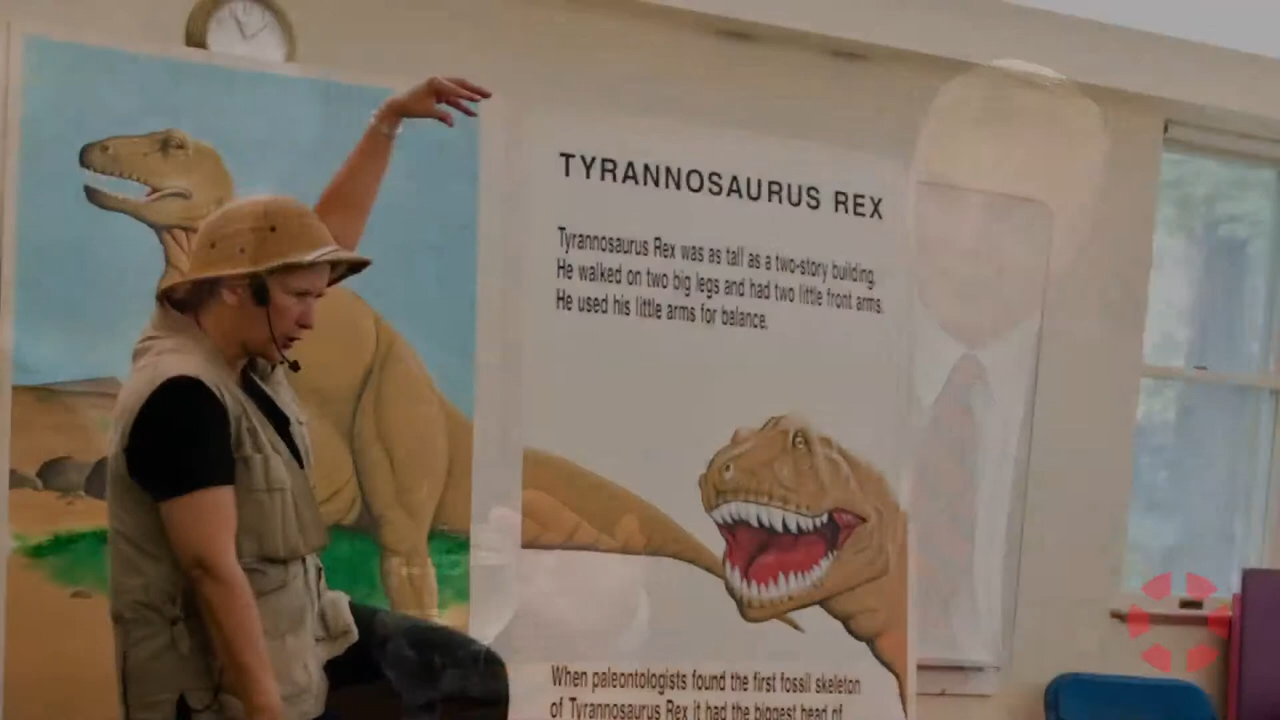 TYRANNOSAURUS REX
Tyrannosaurus Rex was as tall as a two-story building.
He walked on two big legs and had two little front arms.
He used his little arms for balance.
When paleontologists found the first fossil skeleton
of Tyrannosaurus Rex it had the biggest head of